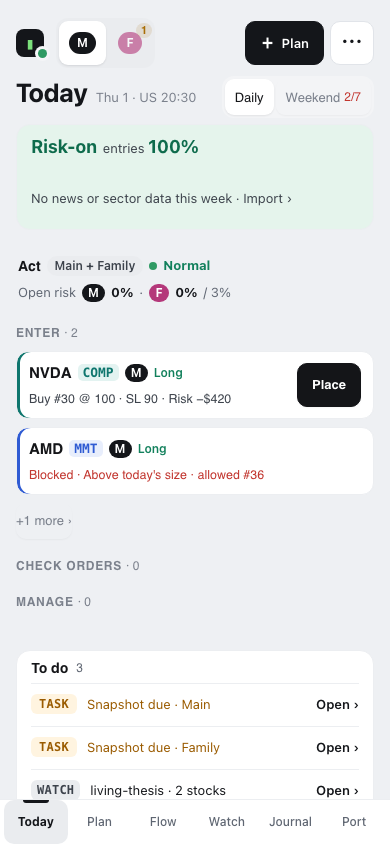 M F 1 + Plan ···
Today Thu 1 · US 20:30 Daily Weekend 2/7
Risk-on entries 100%
No news or sector data this week · Import ›
Act Main + Family Normal
Open risk M 0% · F 0% / 3%
ENTER · 2
NVDA COMP M Long
Buy #30 @ 100 · SL 90 · Risk −$420
Place
AMD MMT M Long
Blocked · Above today's size · allowed #36
+1 more ›
CHECK ORDERS · 0
MANAGE · 0
To do 3
TASK Snapshot due · Main Open ›
TASK Snapshot due · Family Open ›
WATCH living-thesis · 2 stocks Open ›
Today Plan Flow Watch Journal Port